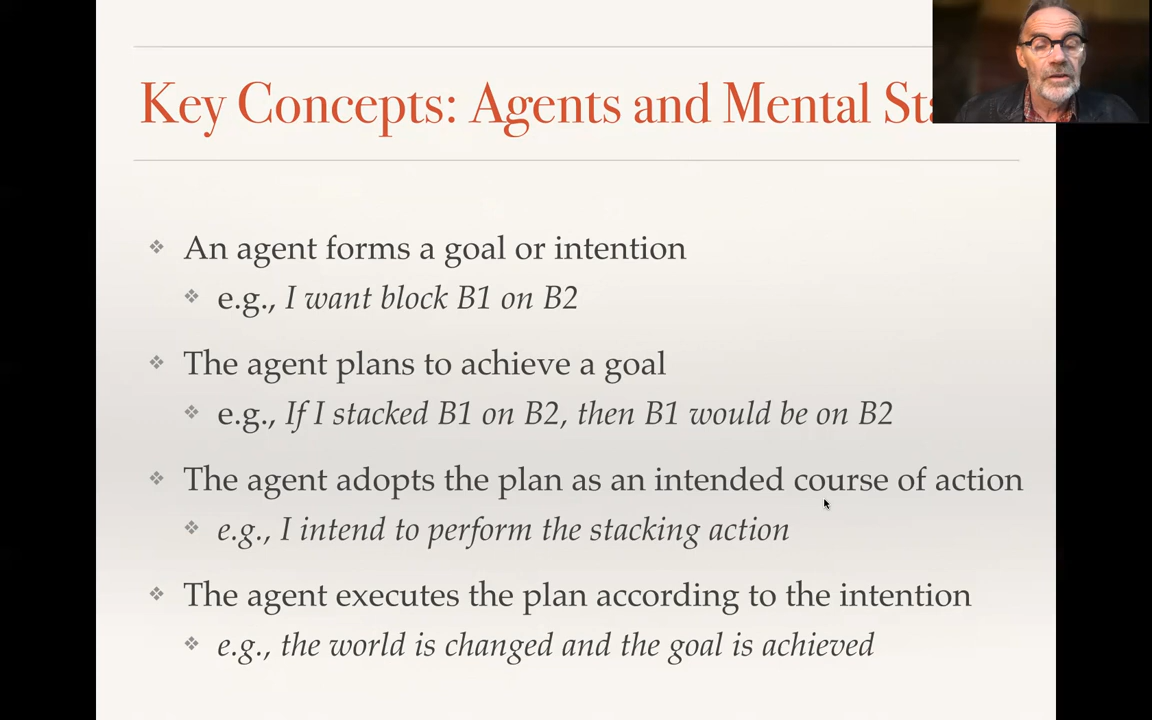 Key Concepts: Agents and Mental Sta
An agent forms a goal or intention
e.g., I want block B1 on B2
The agent plans to achieve a goal
e.g., If I stacked B1 on B2, then B1 would be on B2
The agent adopts the plan as an intended course of action
e.g., I intend to perform the stacking action
The agent executes the plan according to the intention
e.g., the world is changed and the goal is achieved